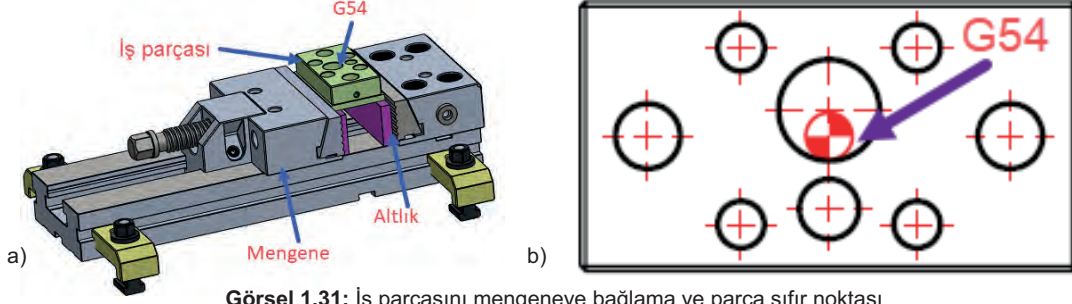 G54
İş parçası
Altlık
Mengene
a)
G54
b)
Görsel 1.31: İş parçasını mengeneye bağlama ve parça sıfır noktası